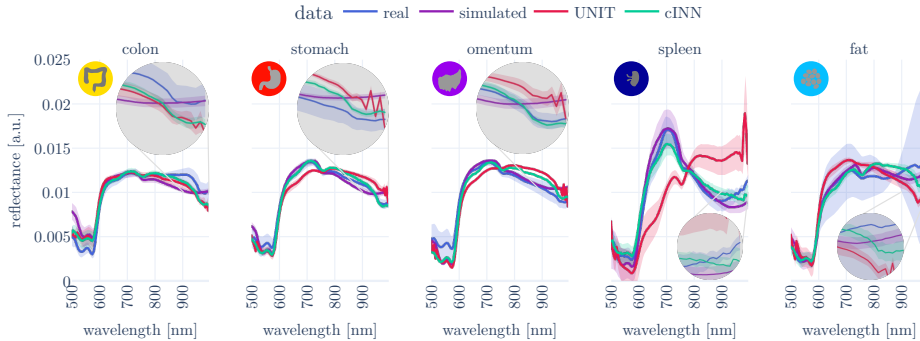 data real simulated UNIT cINN
colon stomach omentum spleen fat
reflectance [a.u.]
0.025
0.02
0.015
0.01
0.005
0
500 600 700 800 900 500 600 700 800 900 500 600 700 800 900 500 600 700 800 900 500 600 700 800 900
wavelength [nm] wavelength [nm] wavelength [nm] wavelength [nm] wavelength [nm]